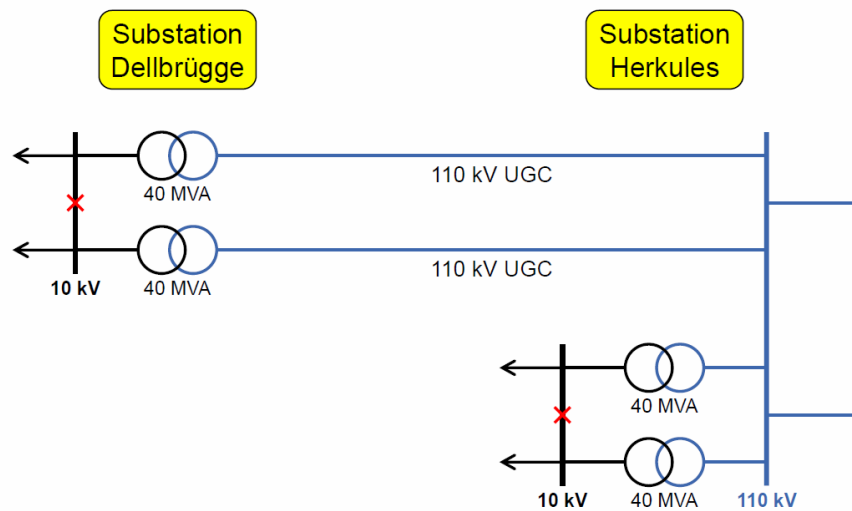 Substation
Dellbrügge
Substation
Herkules
110 kV UGC
40 MVA
110 kV UGC
10 kV
40 MVA
40 MVA
10 kV
40 MVA
110 kV